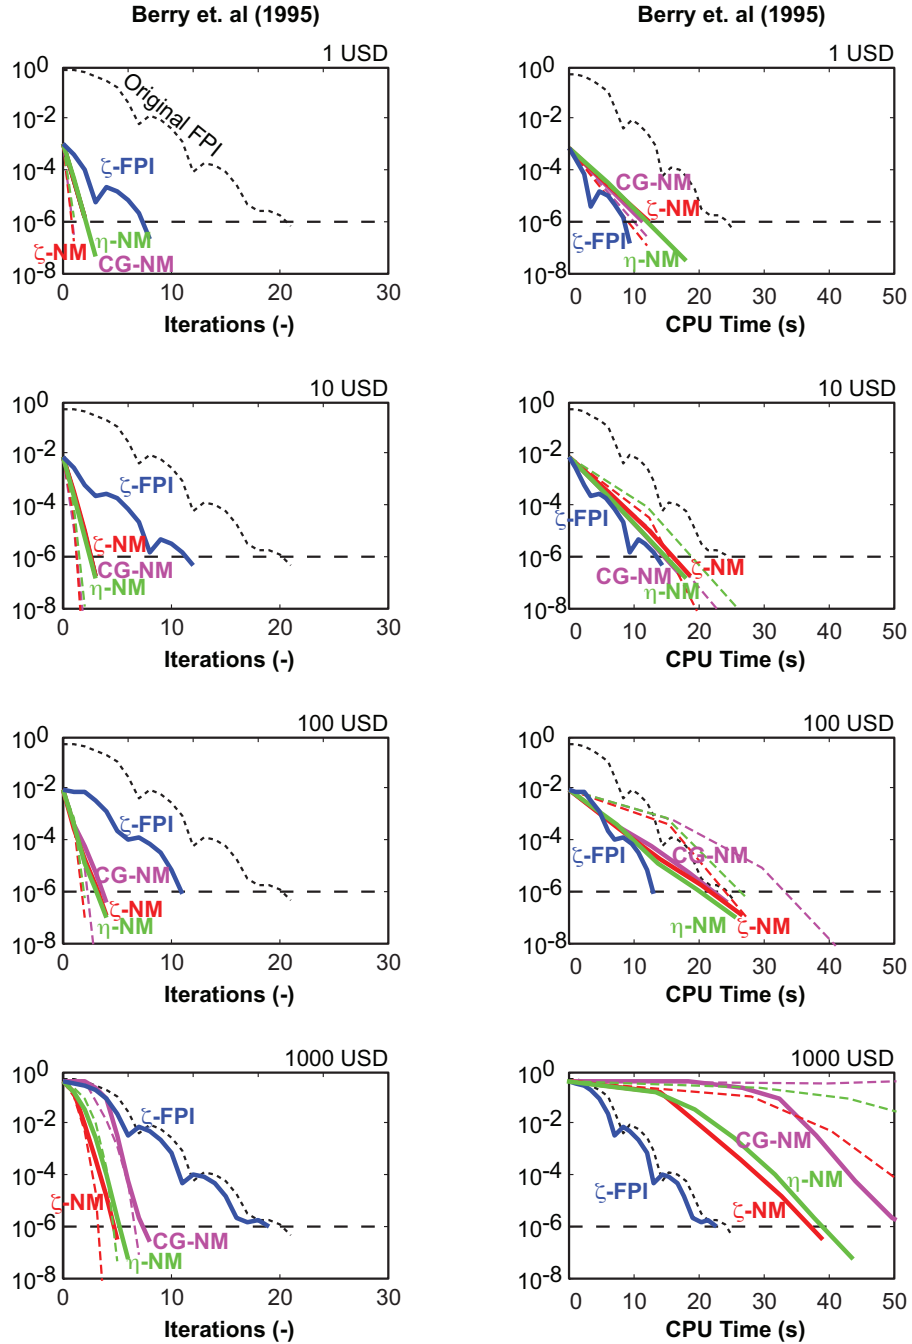 Berry et. al (1995)
Berry et. al (1995)
1 USD
10^0
10^-2
10^-4
10^-6
10^-8
Original FPI
ζ-FPI
ζ-NM
η-NM
CG-NM
0 10 20 30
Iterations (-)
1 USD
10^0
10^-2
10^-4
10^-6
10^-8
CG-NM
ζ-NM
ζ-FPI
η-NM
0 10 20 30 40 50
CPU Time (s)
10 USD
10^0
10^-2
10^-4
10^-6
10^-8
ζ-FPI
ζ-NM
CG-NM
η-NM
0 10 20 30
Iterations (-)
10 USD
10^0
10^-2
10^-4
10^-6
10^-8
ζ-FPI
CG-NM
ζ-NM
η-NM
0 10 20 30 40 50
CPU Time (s)
100 USD
10^0
10^-2
10^-4
10^-6
10^-8
ζ-FPI
CG-NM
ζ-NM
η-NM
0 10 20 30
Iterations (-)
100 USD
10^0
10^-2
10^-4
10^-6
10^-8
ζ-FPI
CG-NM
η-NM
ζ-NM
0 10 20 30 40 50
CPU Time (s)
1000 USD
10^0
10^-2
10^-4
10^-6
10^-8
ζ-FPI
ζ-NM
CG-NM
η-NM
0 10 20 30
Iterations (-)
1000 USD
10^0
10^-2
10^-4
10^-6
10^-8
CG-NM
ζ-FPI
η-NM
ζ-NM
0 10 20 30 40 50
CPU Time (s)